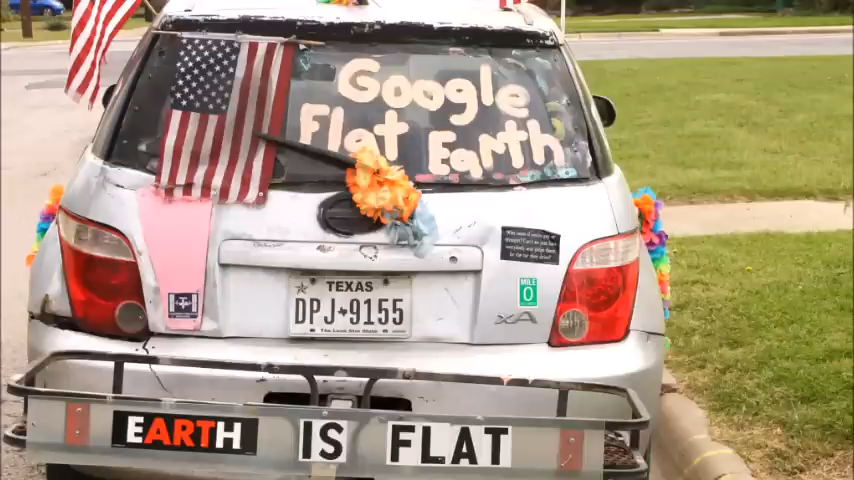 Google
Flat Earth
TEXAS
DPJ 9155
The Lone Star State
MILE
0
XA
EARTH IS FLAT